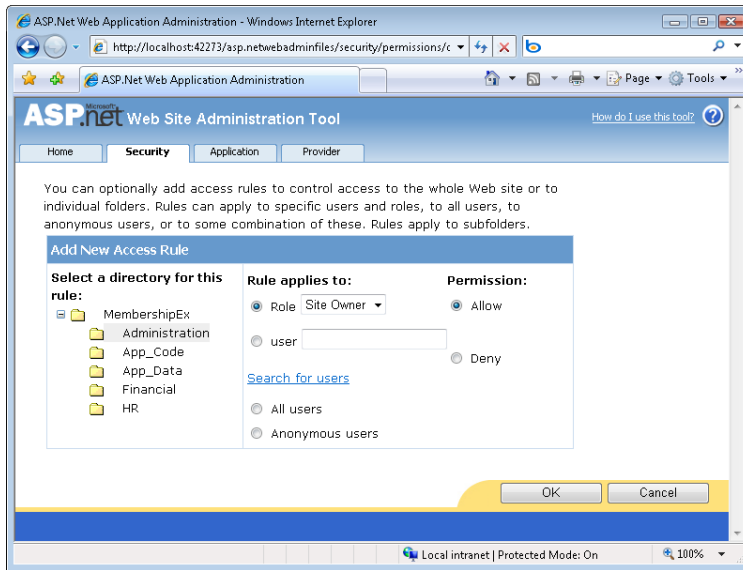 ASP.Net Web Application Administration - Windows Internet Explorer
http://localhost:42273/asp.netwebadminfiles/security/permissions/c
ASP.Net Web Application Administration
Page
Tools
Microsoft
ASP.net Web Site Administration Tool
How do I use this tool?
Home Security Application Provider
You can optionally add access rules to control access to the whole Web site or to
individual folders. Rules can apply to specific users and roles, to all users, to
anonymous users, or to some combination of these. Rules apply to subfolders.
Add New Access Rule
Select a directory for this
rule:
MembershipEx
Administration
App_Code
App_Data
Financial
HR
Rule applies to:
Role Site Owner
user
Search for users
All users
Anonymous users
Permission:
Allow
Deny
OK
Cancel
Local intranet | Protected Mode: On
100%